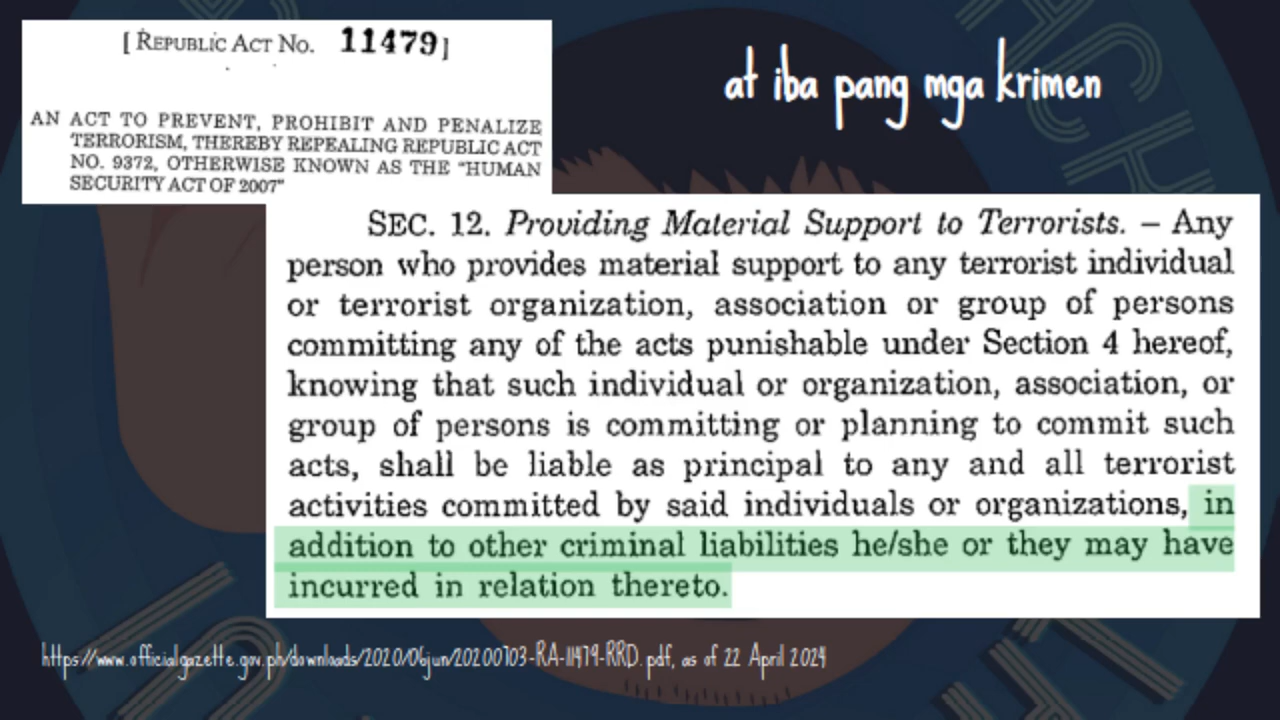 [ REPUBLIC ACT NO. 11479 ]
AN ACT TO PREVENT, PROHIBIT AND PENALIZE
TERRORISM, THEREBY REPEALING REPUBLIC ACT
NO. 9372, OTHERWISE KNOWN AS THE "HUMAN
SECURITY ACT OF 2007"
at iba pang mga krimen
SEC. 12. Providing Material Support to Terrorists. – Any
person who provides material support to any terrorist individual
or terrorist organization, association or group of persons
committing any of the acts punishable under Section 4 hereof,
knowing that such individual or organization, association, or
group of persons is committing or planning to commit such
acts, shall be liable as principal to any and all terrorist
activities committed by said individuals or organizations, in
addition to other criminal liabilities he/she or they may have
incurred in relation thereto.
https://www.officialgazette.gov.ph/downloads/2020/06jun/20200703-RA-11479-RRD.pdf, as of 22 April 2024